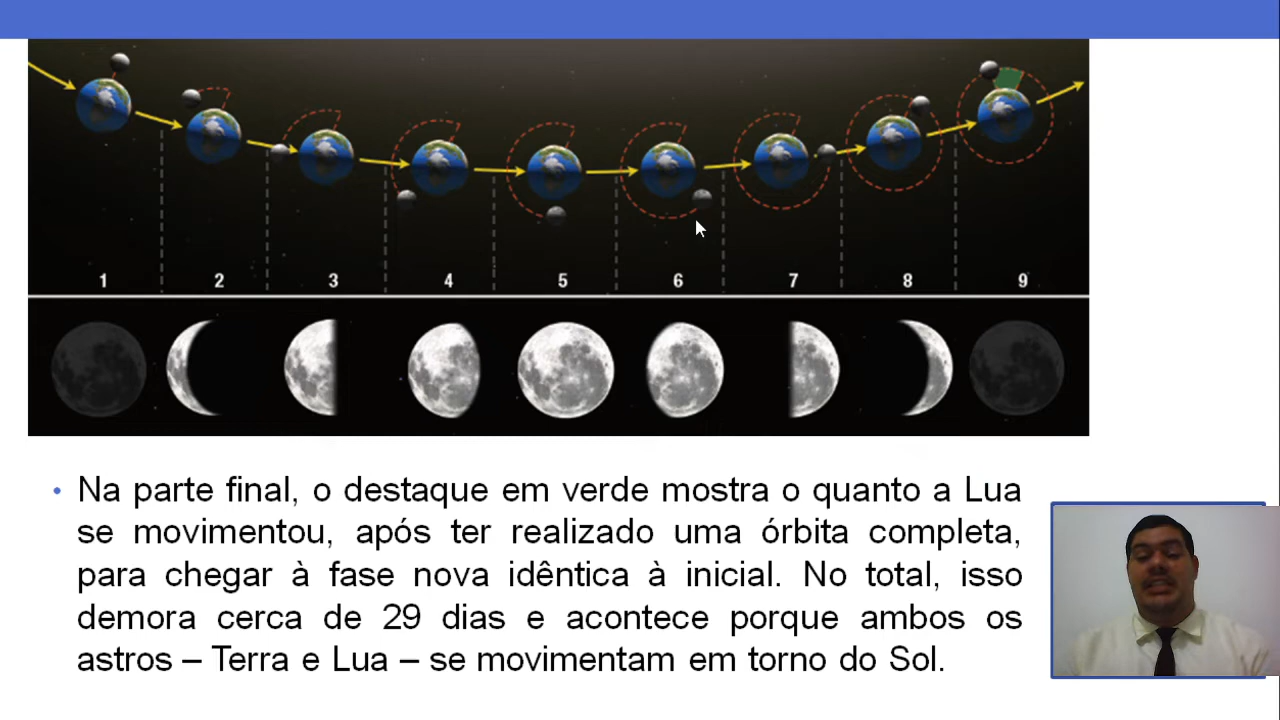 1 2 3 4 5 6 7 8 9
• Na parte final, o destaque em verde mostra o quanto a Lua
se movimentou, após ter realizado uma órbita completa,
para chegar à fase nova idêntica à inicial. No total, isso
demora cerca de 29 dias e acontece porque ambos os
astros – Terra e Lua – se movimentam em torno do Sol.